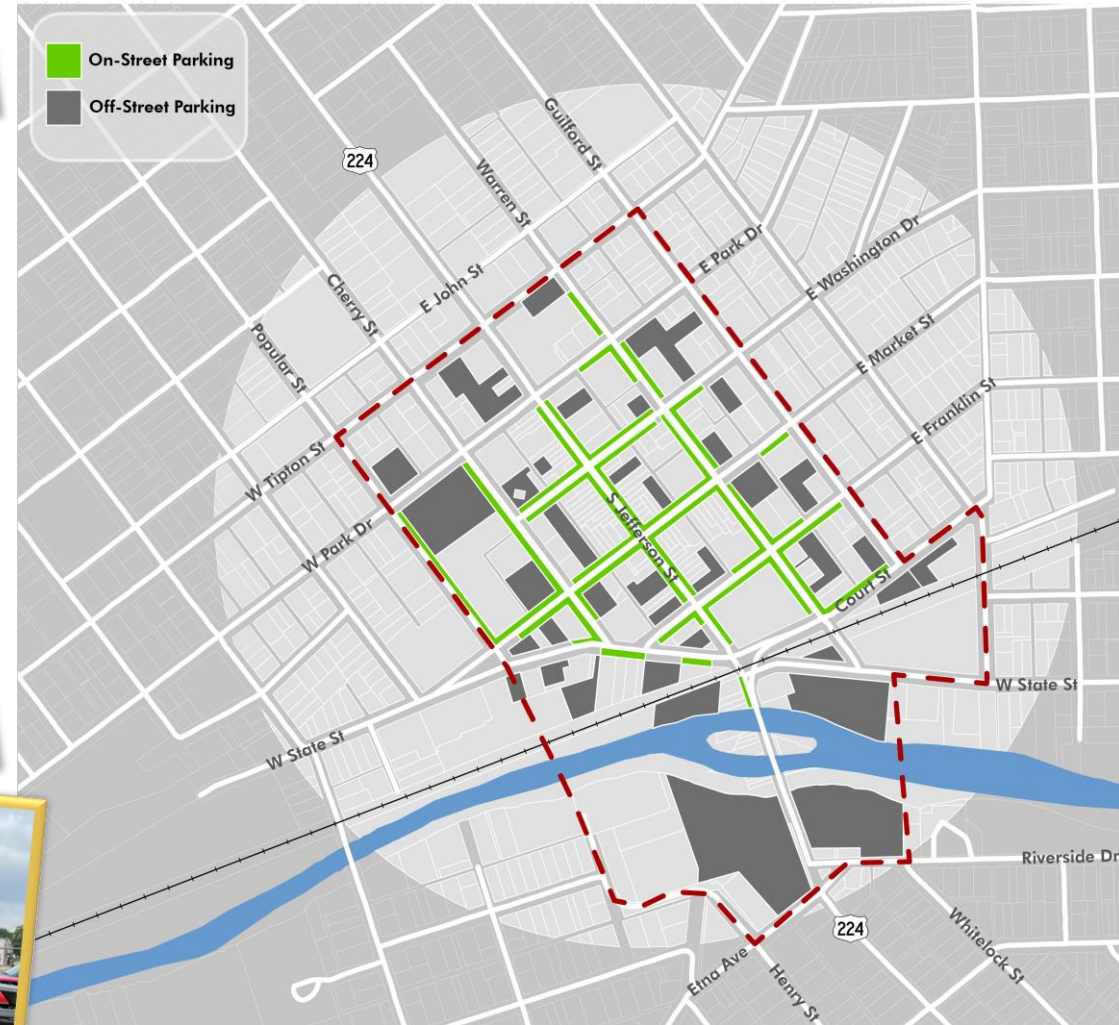 On-Street Parking
Off-Street Parking
224
Guilford St
Warren St
E Park Dr
E Washington Dr
E John St
Cherry St
Popular St
E Market St
E Franklin St
W Tipton St
W Park Dr
S Jefferson St
Court St
W State St
W State St
Riverside Dr
224
Whitelock St
Etna Ave
Henry St